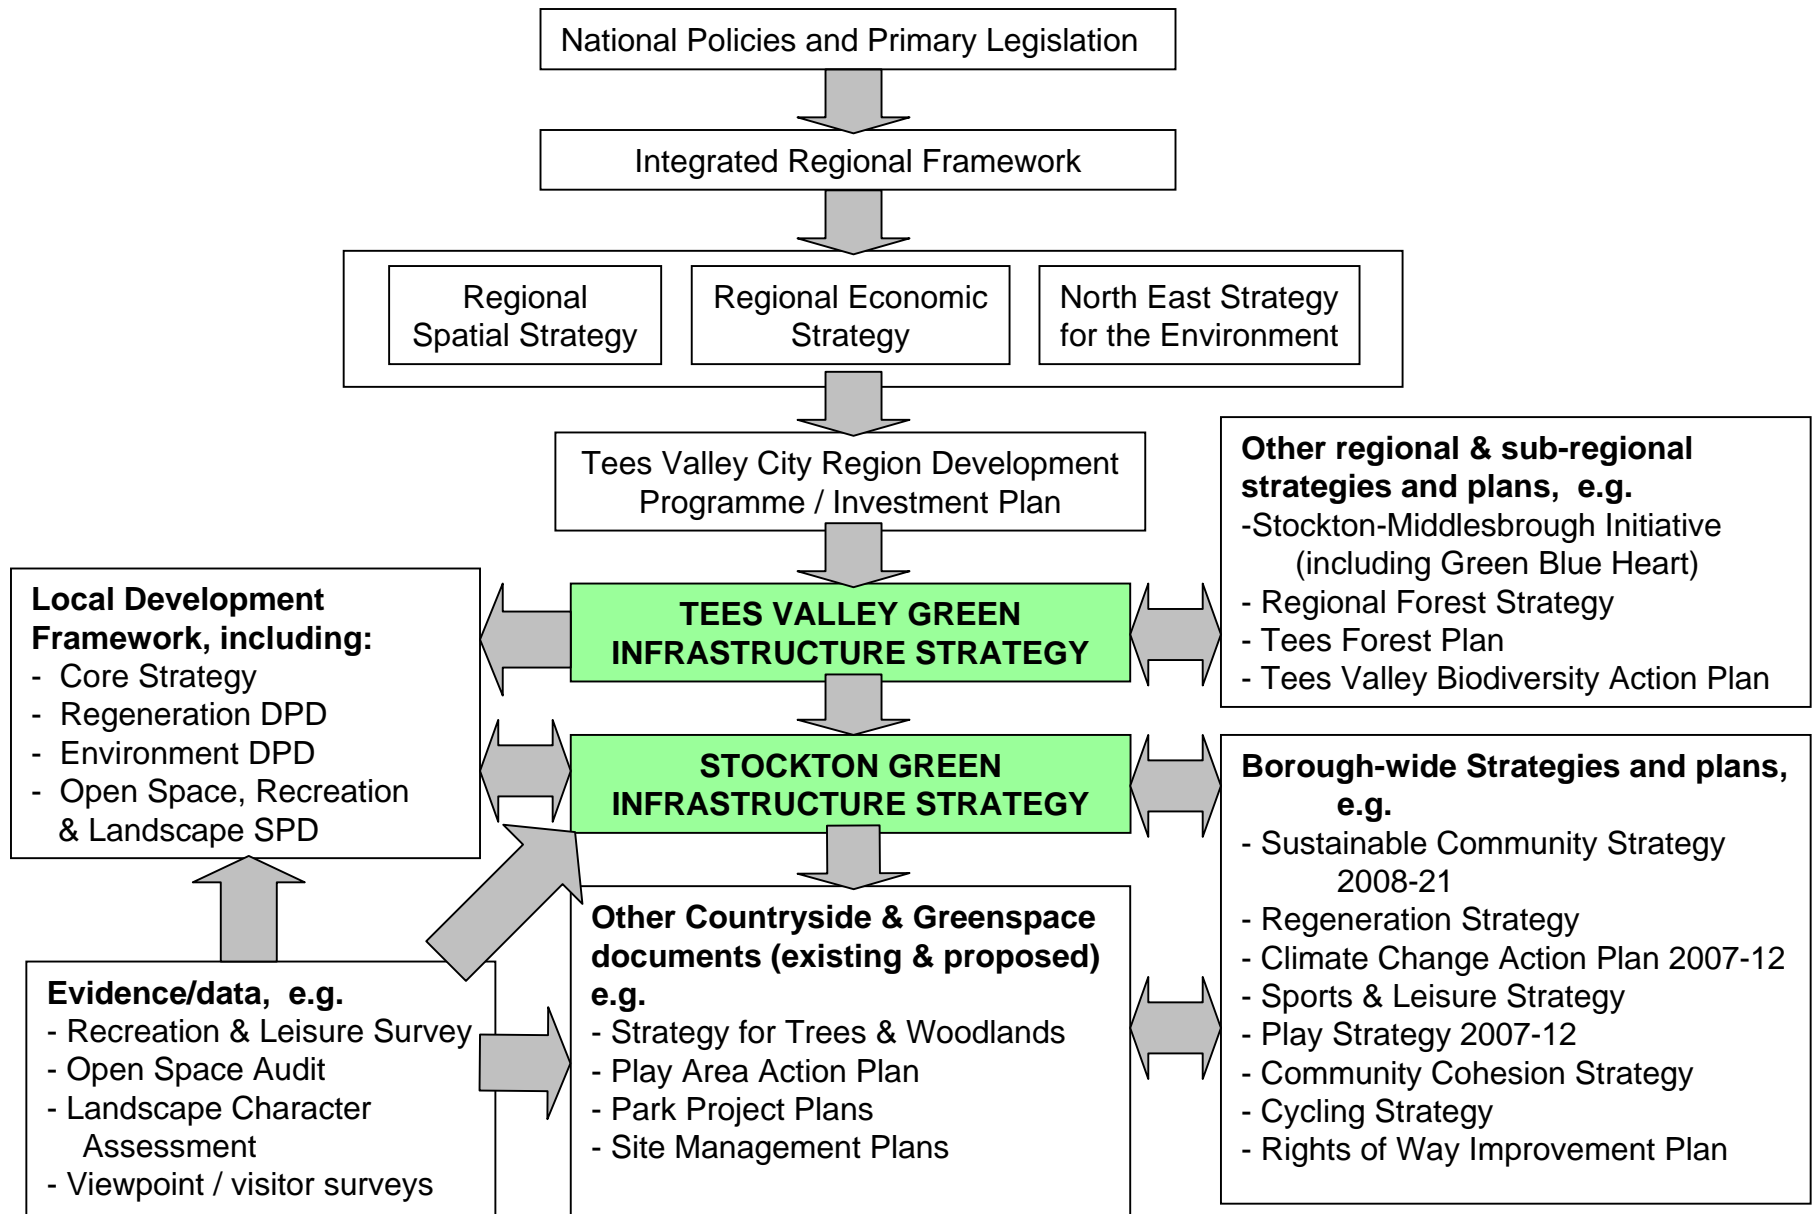 National Policies and Primary Legislation
Integrated Regional Framework
Regional
Spatial Strategy
Regional Economic
Strategy
North East Strategy
for the Environment
Tees Valley City Region Development
Programme / Investment Plan
Other regional & sub-regional
strategies and plans, e.g.
-Stockton-Middlesbrough Initiative
(including Green Blue Heart)
- Regional Forest Strategy
- Tees Forest Plan
- Tees Valley Biodiversity Action Plan
Local Development
Framework, including:
- Core Strategy
- Regeneration DPD
- Environment DPD
- Open Space, Recreation
& Landscape SPD
TEES VALLEY GREEN
INFRASTRUCTURE STRATEGY
STOCKTON GREEN
INFRASTRUCTURE STRATEGY
Borough-wide Strategies and plans,
e.g.
- Sustainable Community Strategy
2008-21
- Regeneration Strategy
- Climate Change Action Plan 2007-12
- Sports & Leisure Strategy
- Play Strategy 2007-12
- Community Cohesion Strategy
- Cycling Strategy
- Rights of Way Improvement Plan
Evidence/data, e.g.
- Recreation & Leisure Survey
- Open Space Audit
- Landscape Character
Assessment
- Viewpoint / visitor surveys
Other Countryside & Greenspace
documents (existing & proposed)
e.g.
- Strategy for Trees & Woodlands
- Play Area Action Plan
- Park Project Plans
- Site Management Plans